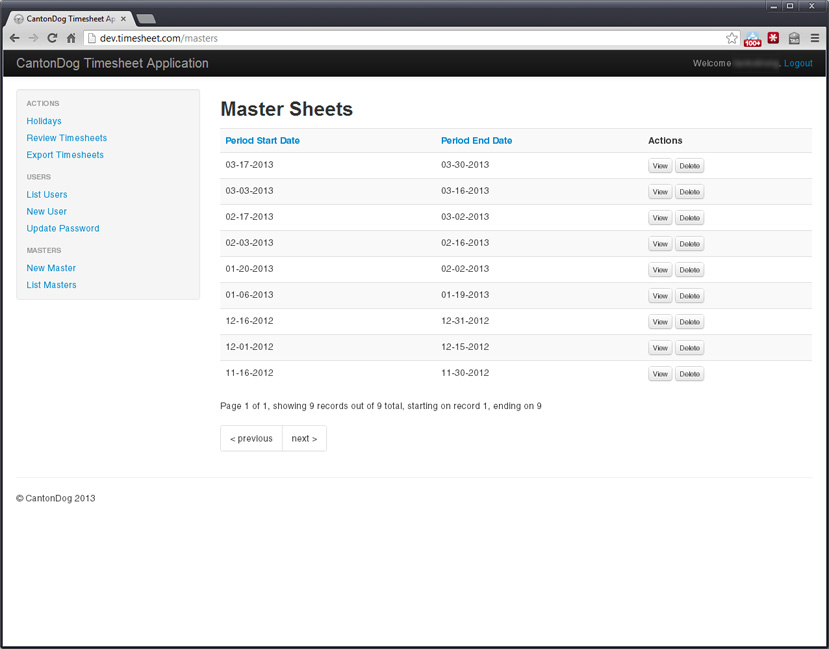 CantonDog Timesheet Ap
dev.timesheet.com/masters
100+
CantonDog Timesheet Application
Welcome . Logout
ACTIONS
Holidays
Review Timesheets
Export Timesheets
USERS
List Users
New User
Update Password
MASTERS
New Master
List Masters
Master Sheets
Period Start Date Period End Date Actions
03-17-2013 03-30-2013 View Delete
03-03-2013 03-16-2013 View Delete
02-17-2013 03-02-2013 View Delete
02-03-2013 02-16-2013 View Delete
01-20-2013 02-02-2013 View Delete
01-06-2013 01-19-2013 View Delete
12-16-2012 12-31-2012 View Delete
12-01-2012 12-15-2012 View Delete
11-16-2012 11-30-2012 View Delete
Page 1 of 1, showing 9 records out of 9 total, starting on record 1, ending on 9
< previous next >
© CantonDog 2013